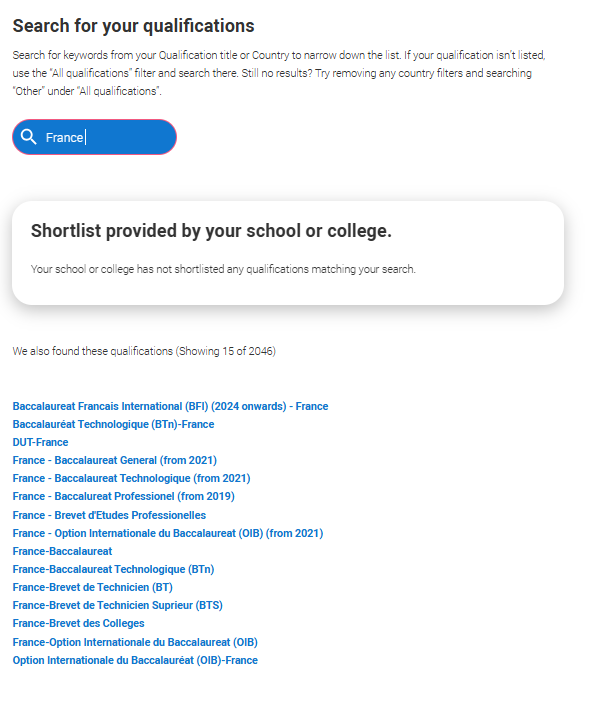 Search for your qualifications
Search for keywords from your Qualification title or Country to narrow down the list. If your qualification isn't listed,
use the "All qualifications" filter and search there. Still no results? Try removing any country filters and searching
"Other" under "All qualifications".
France
Shortlist provided by your school or college.
Your school or college has not shortlisted any qualifications matching your search.
We also found these qualifications (Showing 15 of 2046)
Baccalaureat Francais International (BFI) (2024 onwards) - France
Baccalauréat Technologique (BTn)-France
DUT-France
France - Baccalaureat General (from 2021)
France - Baccalaureat Technologique (from 2021)
France - Baccalureat Professionel (from 2019)
France - Brevet d'Etudes Professionelles
France - Option Internationale du Baccalaureat (OIB) (from 2021)
France-Baccalaureat
France-Baccalaureat Technologique (BTn)
France-Brevet de Technicien (BT)
France-Brevet de Technicien Suprieur (BTS)
France-Brevet des Colleges
France-Option Internationale du Baccalaureat (OIB)
Option Internationale du Baccalauréat (OIB)-France